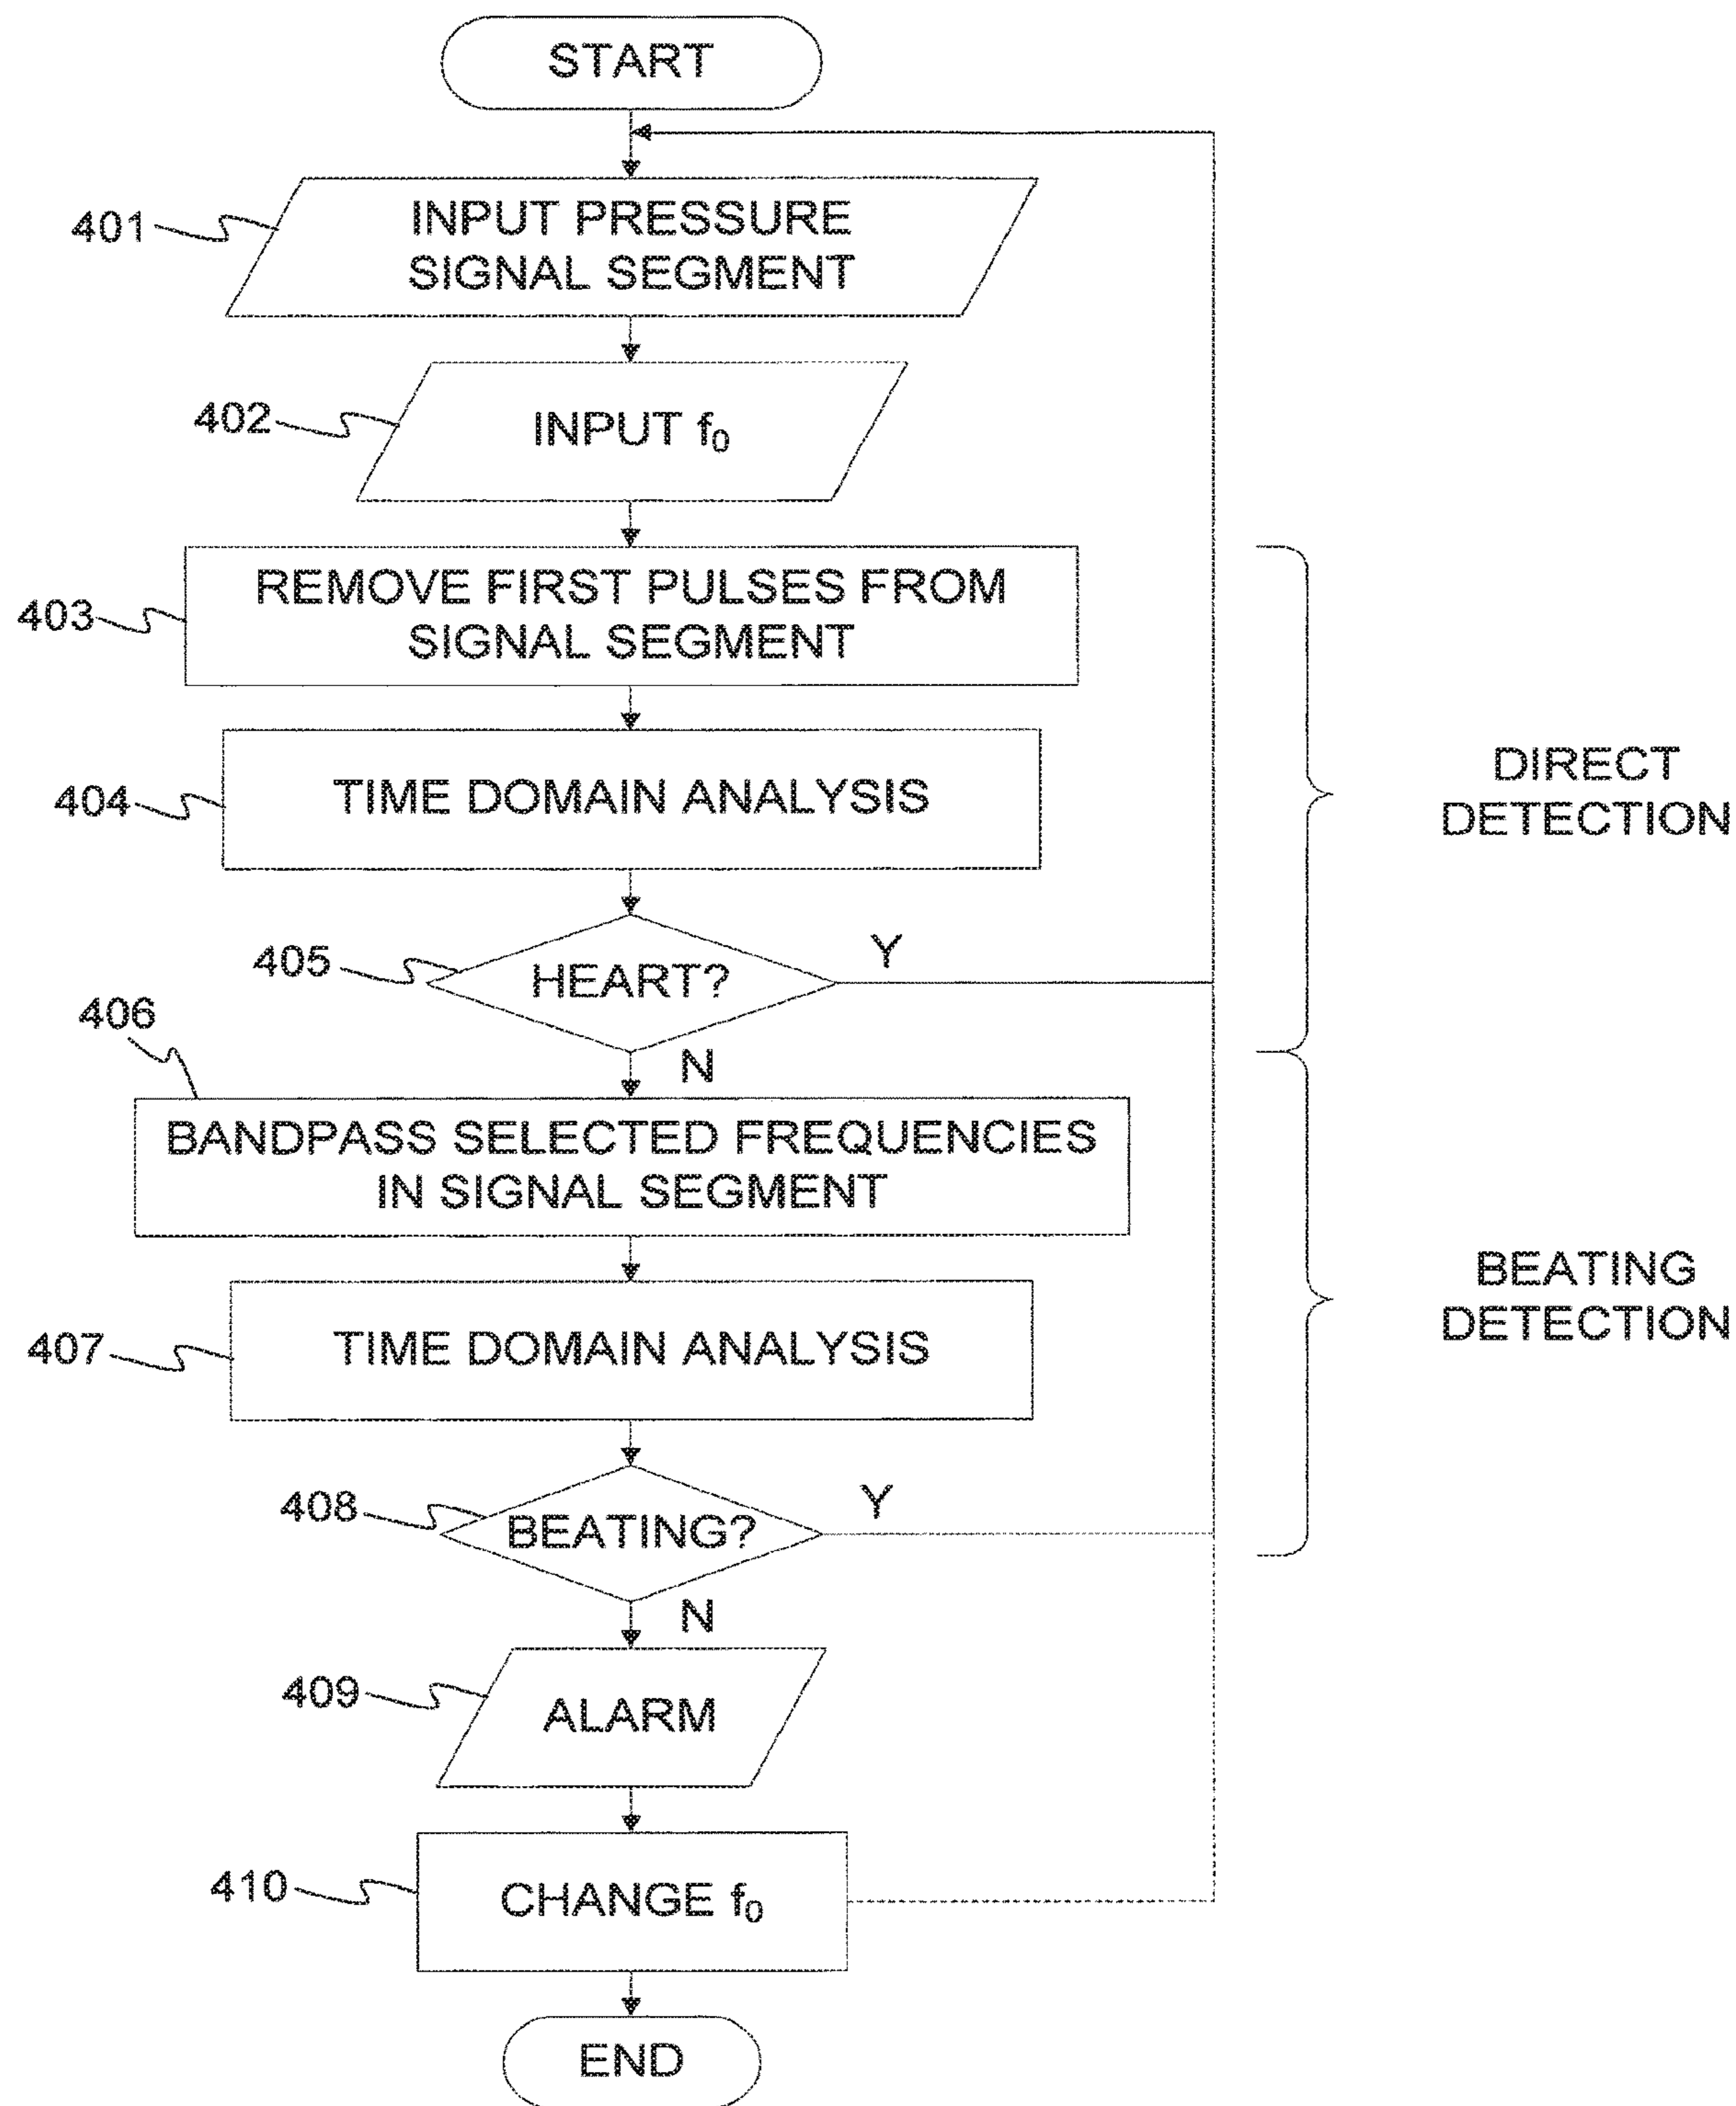 START
401
INPUT PRESSURE
SIGNAL SEGMENT
402
INPUT f₀
403
REMOVE FIRST PULSES FROM
SIGNAL SEGMENT
404
TIME DOMAIN ANALYSIS
DIRECT
DETECTION
405
HEART?
Y
N
406
BANDPASS SELECTED FREQUENCIES
IN SIGNAL SEGMENT
407
TIME DOMAIN ANALYSIS
BEATING
DETECTION
408
BEATING?
Y
N
409
ALARM
410
CHANGE f₀
END